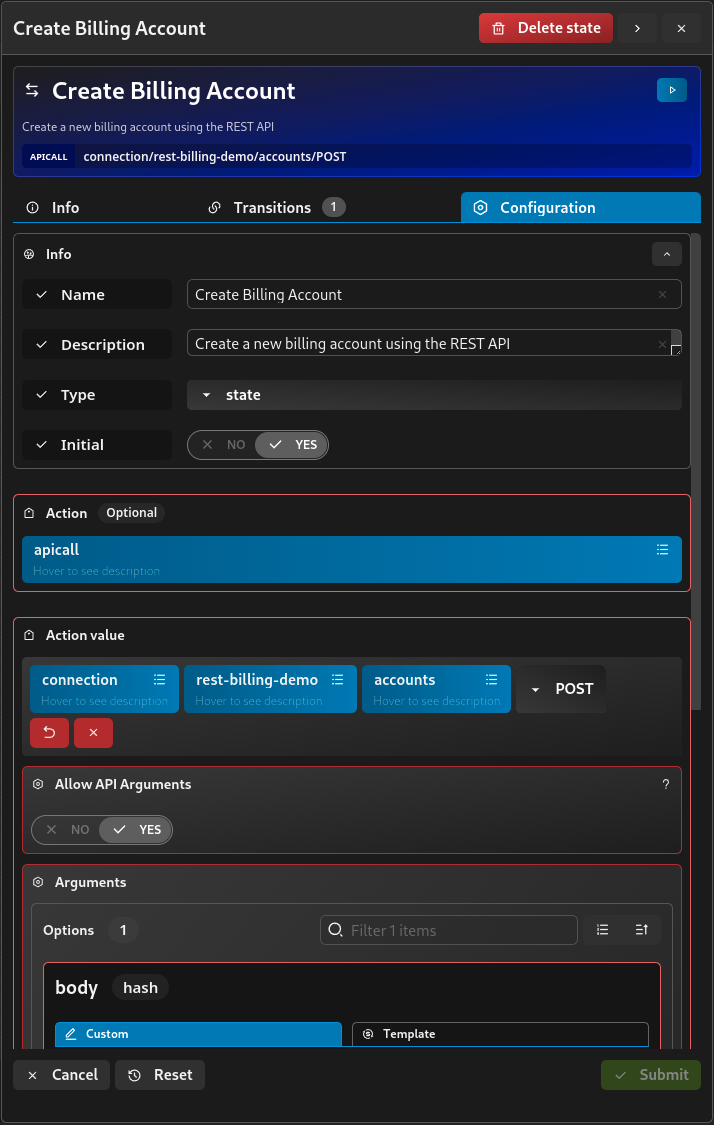 Create Billing Account
Delete state
Create Billing Account
Create a new billing account using the REST API
APICALL connection/rest-billing-demo/accounts/POST
Info Transitions 1 Configuration
Info
Name Create Billing Account
Description Create a new billing account using the REST API
Type state
Initial NO YES
Action Optional
apicall
Hover to see description
Action value
connection rest-billing-demo accounts POST
Hover to see description Hover to see description Hover to see description
Allow API Arguments ?
NO YES
Arguments
Options 1 Filter 1 items
body hash
Custom Template
Cancel Reset Submit